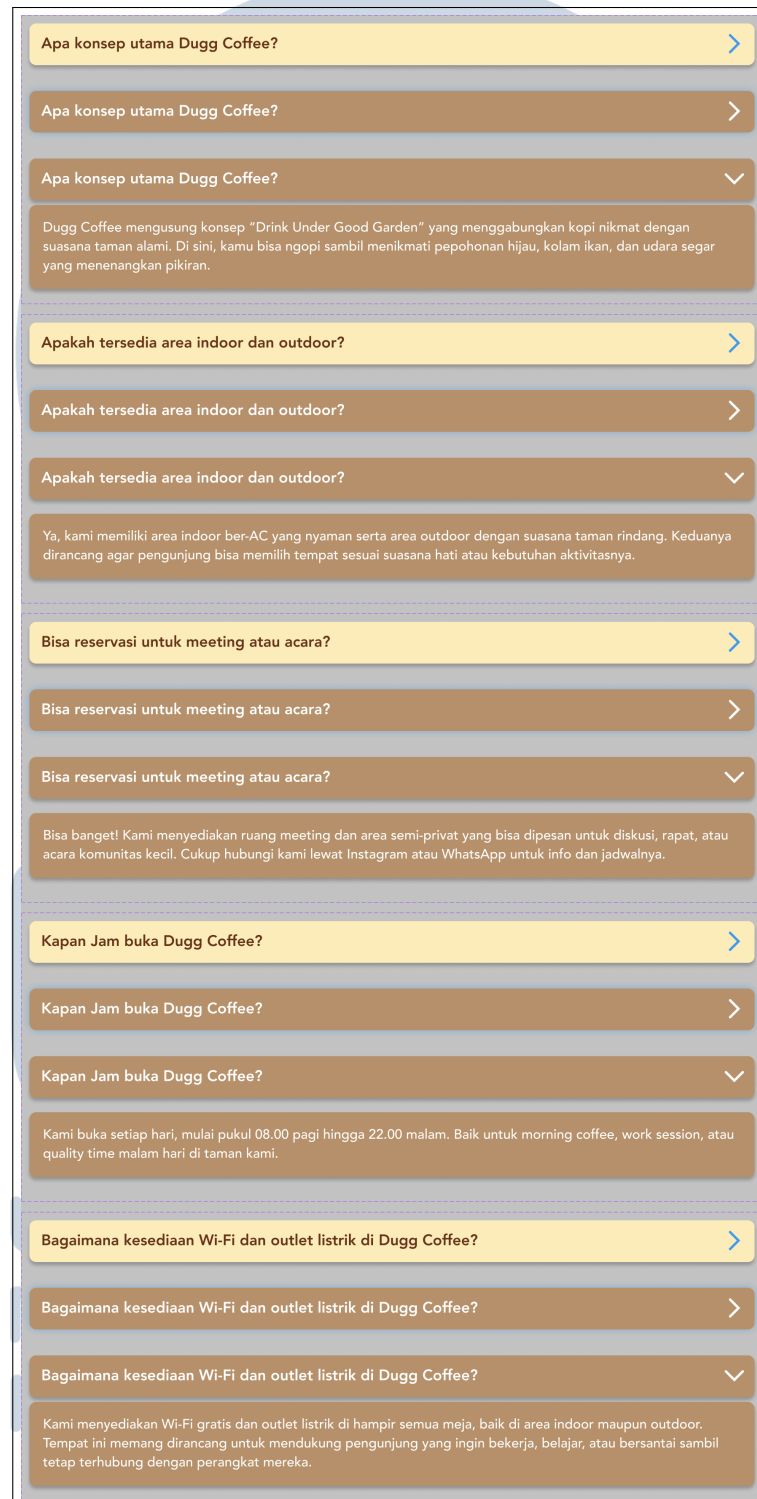 Apa konsep utama Dugg Coffee?
Apa konsep utama Dugg Coffee?
Apa konsep utama Dugg Coffee?
Dugg Coffee mengusung konsep “Drink Under Good Garden” yang menggabungkan kopi nikmat dengan
suasana taman alami. Di sini, kamu bisa ngopi sambil menikmati pepohonan hijau, kolam ikan, dan udara segar
yang menenangkan pikiran.
Apakah tersedia area indoor dan outdoor?
Apakah tersedia area indoor dan outdoor?
Apakah tersedia area indoor dan outdoor?
Ya, kami memiliki area indoor ber-AC yang nyaman serta area outdoor dengan suasana taman rindang. Keduanya
dirancang agar pengunjung bisa memilih tempat sesuai suasana hati atau kebutuhan aktivitasnya.
Bisa reservasi untuk meeting atau acara?
Bisa reservasi untuk meeting atau acara?
Bisa reservasi untuk meeting atau acara?
Bisa banget! Kami menyediakan ruang meeting dan area semi-privat yang bisa dipesan untuk diskusi, rapat, atau
acara komunitas kecil. Cukup hubungi kami lewat Instagram atau WhatsApp untuk info dan jadwalnya.
Kapan Jam buka Dugg Coffee?
Kapan Jam buka Dugg Coffee?
Kapan Jam buka Dugg Coffee?
Kami buka setiap hari, mulai pukul 08.00 pagi hingga 22.00 malam. Baik untuk morning coffee, work session, atau
quality time malam hari di taman kami.
Bagaimana kesediaan Wi-Fi dan outlet listrik di Dugg Coffee?
Bagaimana kesediaan Wi-Fi dan outlet listrik di Dugg Coffee?
Bagaimana kesediaan Wi-Fi dan outlet listrik di Dugg Coffee?
Kami menyediakan Wi-Fi gratis dan outlet listrik di hampir semua meja, baik di area indoor maupun outdoor.
Tempat ini memang dirancang untuk mendukung pengunjung yang ingin bekerja, belajar, atau bersantai sambil
tetap terhubung dengan perangkat mereka.